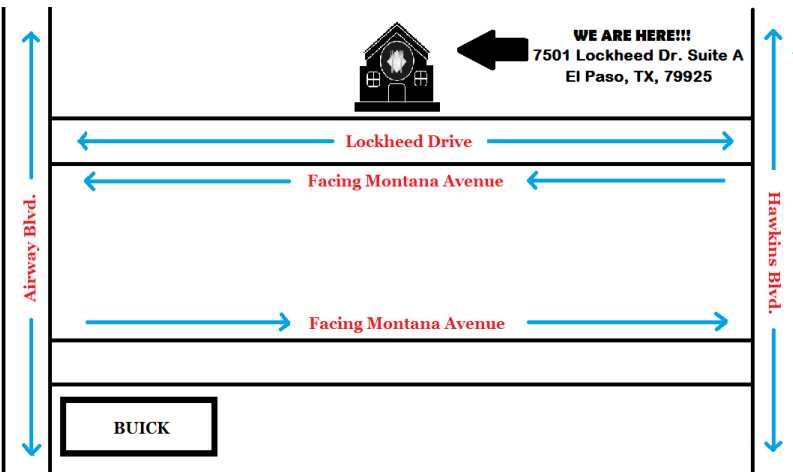 WE ARE HERE!!!
7501 Lockheed Dr. Suite A
El Paso, TX, 79925
Lockheed Drive
Facing Montana Avenue
Airway Blvd.
Hawkins Blvd.
Facing Montana Avenue
BUICK